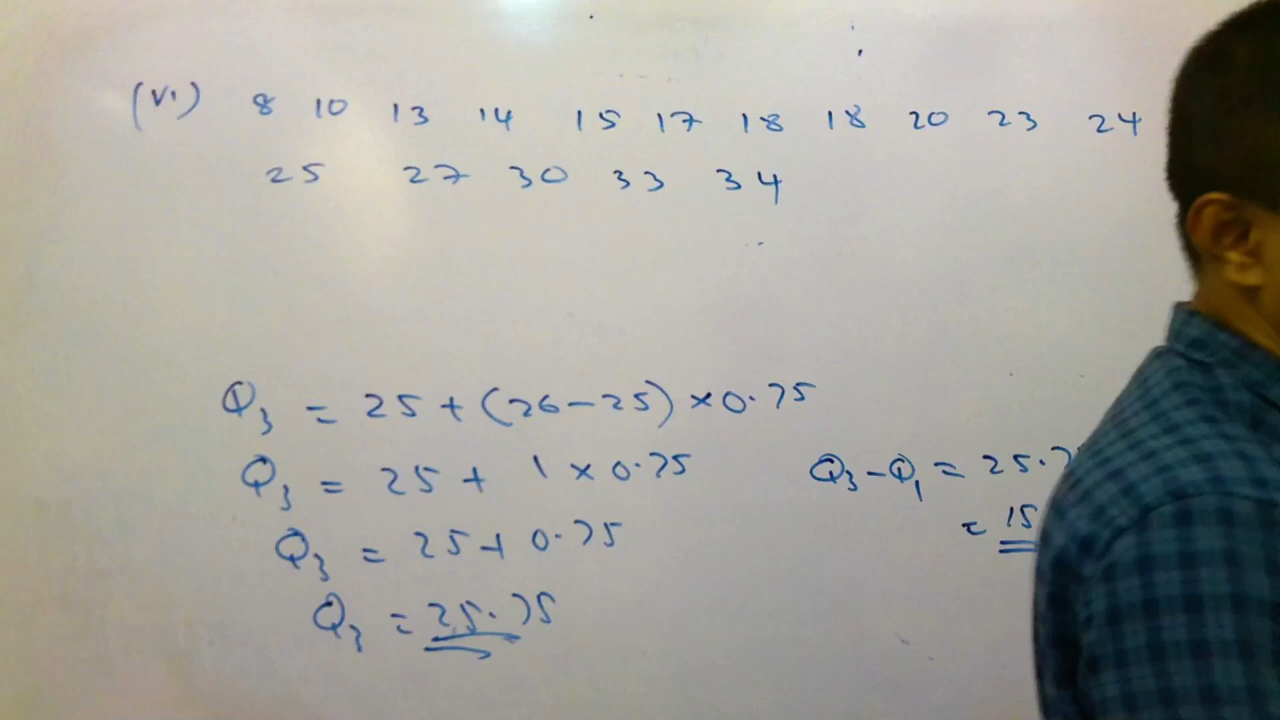 (vi) 8 10 13 14 15 17 18 18 20 23 24
25 27 30 33 34
Q₃ = 25 + (26 - 25) × 0.75
Q₃ = 25 + 1 × 0.75
Q₃ = 25 + 0.75
Q₃ = 25.75
Q₃ - Q₁ = 25.7
= 15